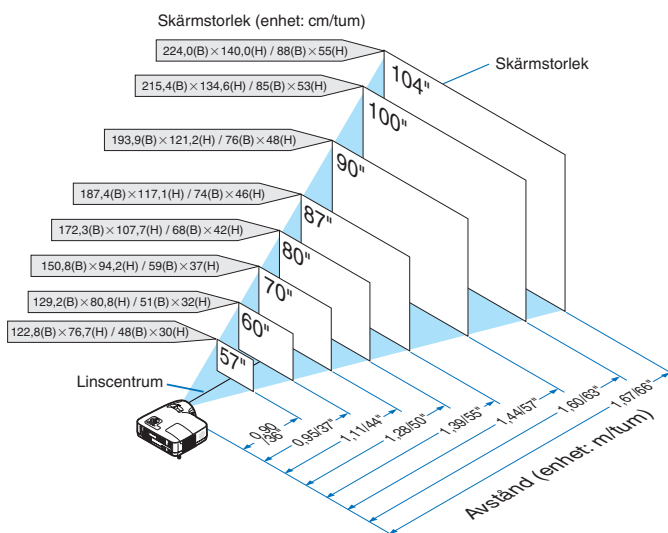 Skärmstorlek (enhet: cm/tum)
224,0(B)×140,0(H) / 88(B)×55(H)
Skärmstorlek
104"
215,4(B)×134,6(H) / 85(B)×53(H)
100"
193,9(B)×121,2(H) / 76(B)×48(H)
90"
187,4(B)×117,1(H) / 74(B)×46(H)
87"
172,3(B)×107,7(H) / 68(B)×42(H)
80"
150,8(B)×94,2(H) / 59(B)×37(H)
70"
129,2(B)×80,8(H) / 51(B)×32(H)
60"
122,8(B)×76,7(H) / 48(B)×30(H)
57"
Linscentrum
0,90
/36"
0,95/37"
1,11/44"
1,28/50"
1,39/55"
1,44/57"
1,60/63"
1,67/66"
Avstånd (enhet: m/tum)